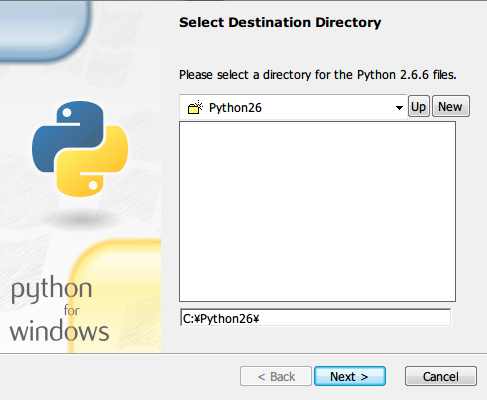 Select Destination Directory
Please select a directory for the Python 2.6.6 files.
Python26
Up
New
C:¥Python26¥
python
for
windows
< Back
Next >
Cancel